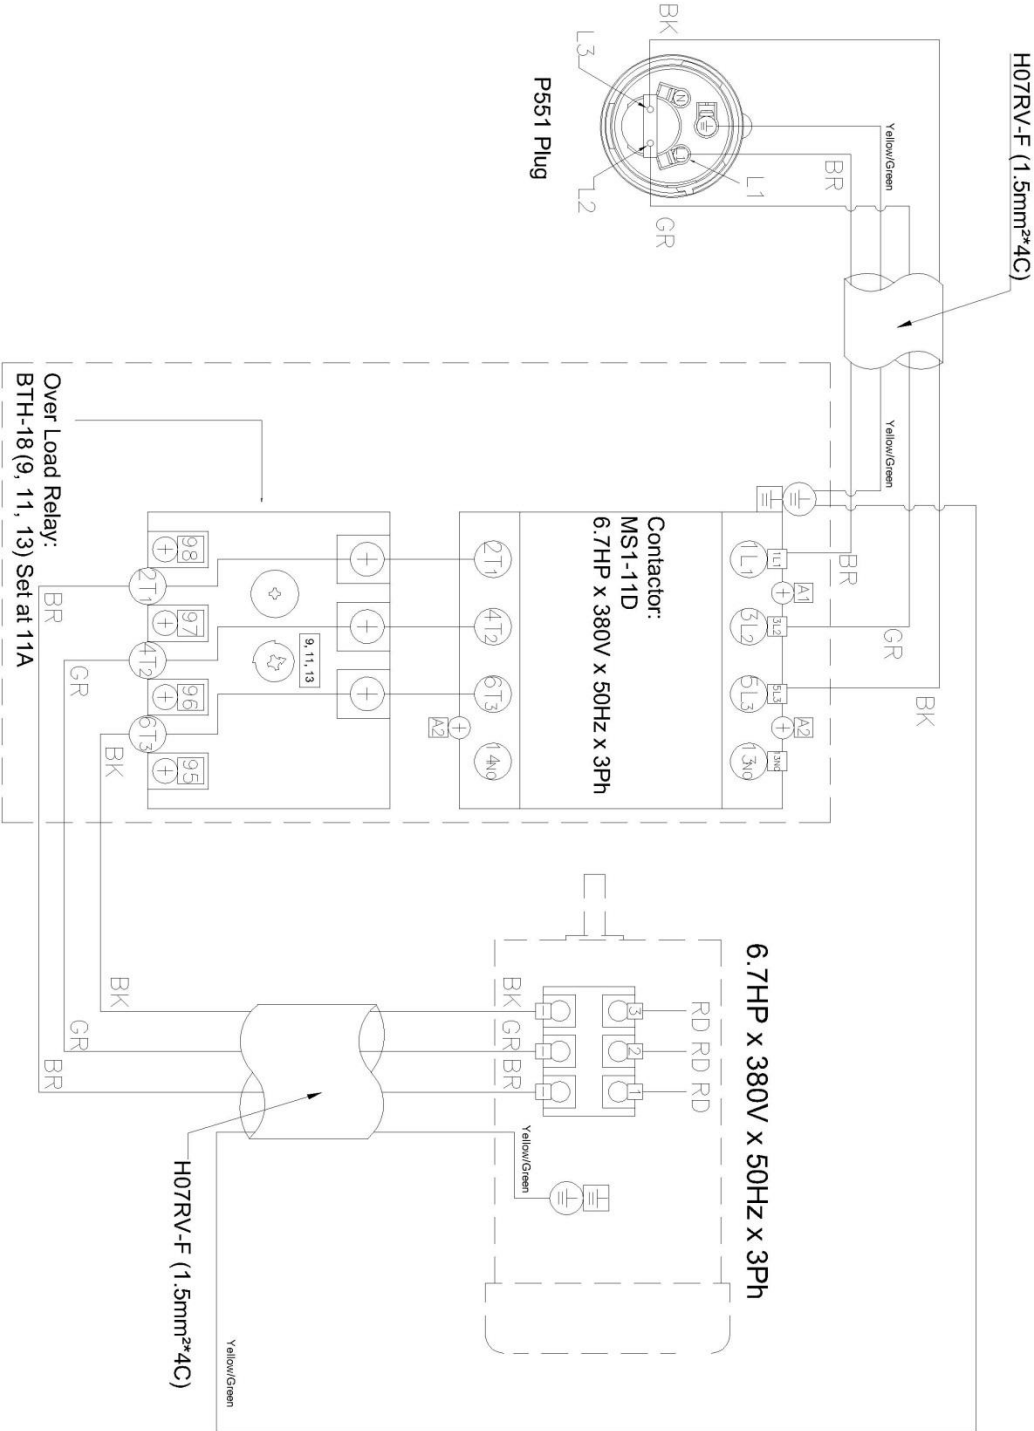 H07RV-F (1.5mm²*4C)
BK
L3
N
L
L1
L2
P551 Plug
Yellow/Green
BR
GR
Yellow/Green
BR
GR
BK
Contactor:
MS1-11D
6.7HP x 380V x 50Hz x 3Ph
1L1
1L1
A1
3L2
3L2
5L3
5L3
A2
13NO
13NO
2T1
4T2
6T3
A2
14NO
Over Load Relay:
BTH-18 (9, 11, 13) Set at 11A
9, 11, 13
98
2T1
97
4T2
96
6T3
95
BR
GR
BK
6.7HP x 380V x 50Hz x 3Ph
RD RD RD
3
2
1
BK
GR
BR
BK
GR
BR
Yellow/Green
H07RV-F (1.5mm²*4C)
Yellow/Green